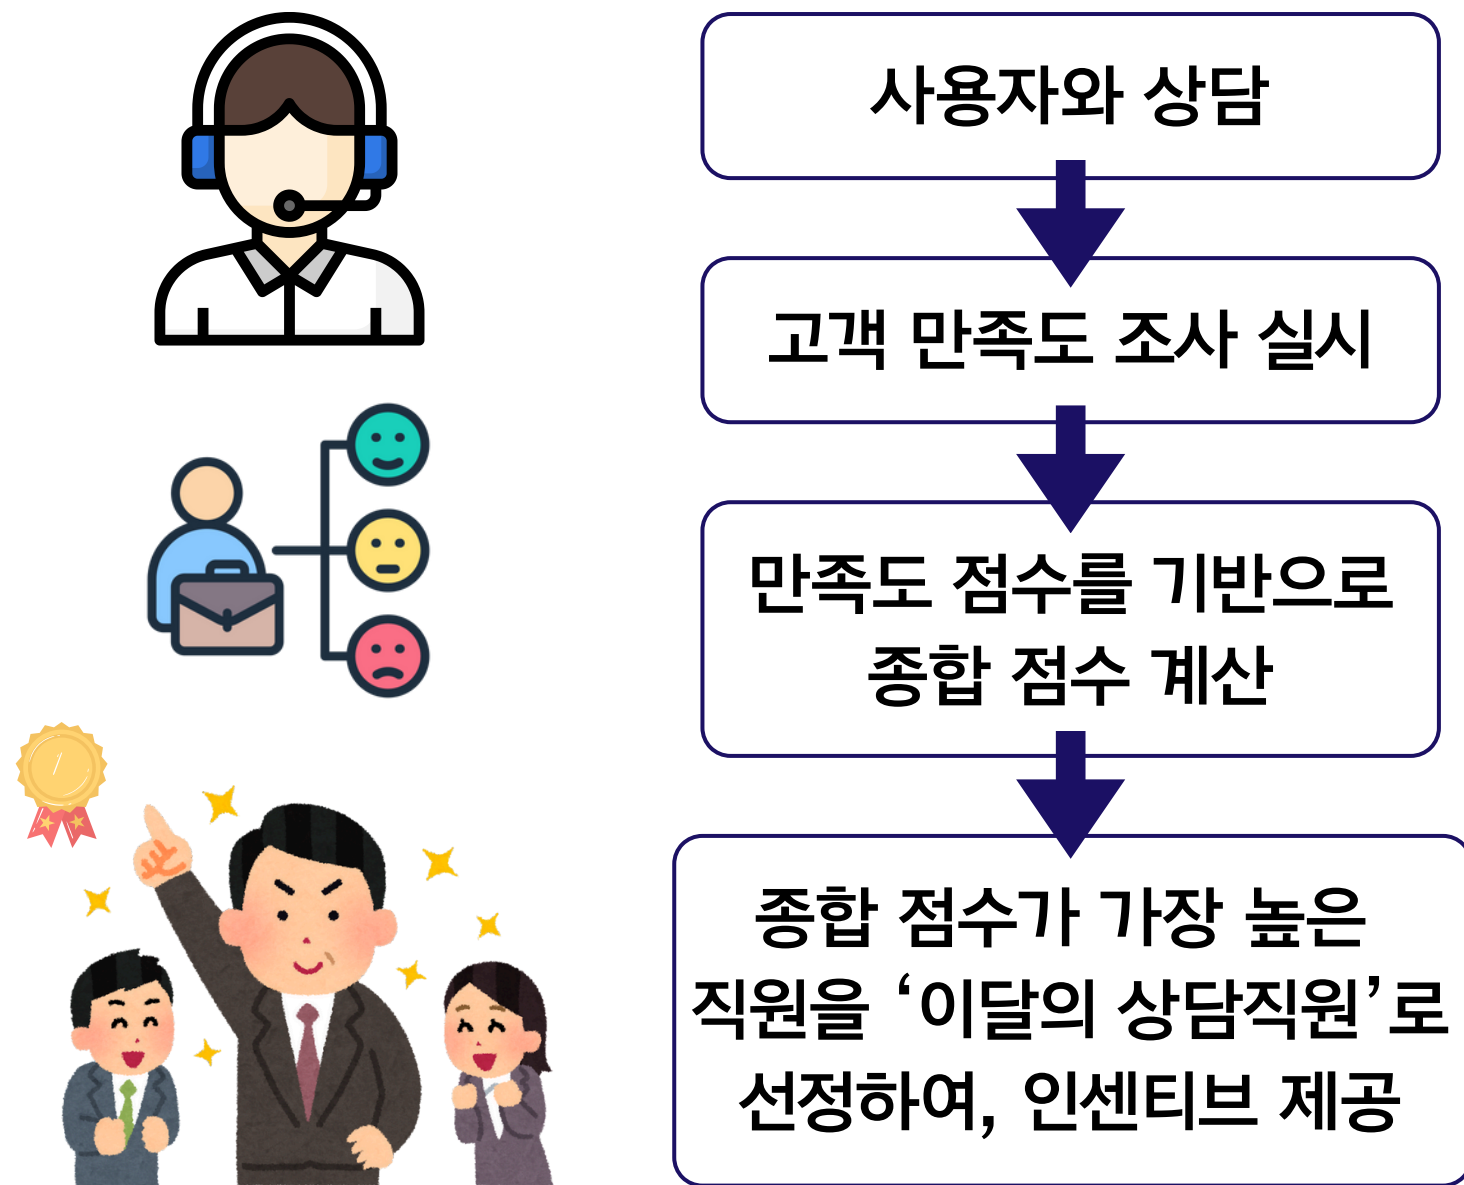 사용자와 상담
고객 만족도 조사 실시
만족도 점수를 기반으로
종합 점수 계산
종합 점수가 가장 높은
직원을 ‘이달의 상담직원’로
선정하여, 인센티브 제공